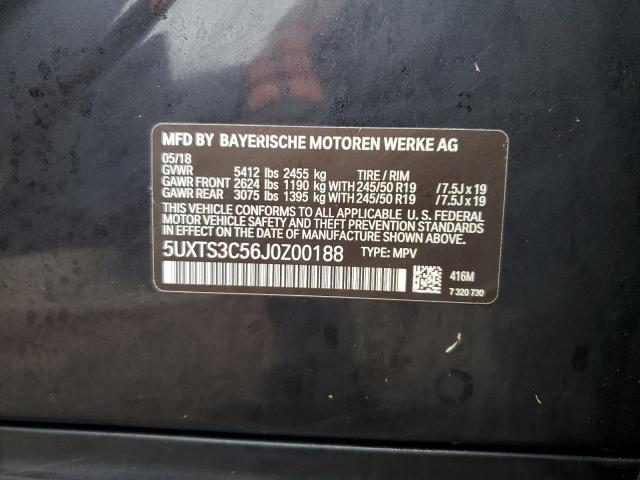 MFD BY BAYERISCHE MOTOREN WERKE AG
05/18
GVWR 5412 lbs 2455 kg TIRE / RIM
GAWR FRONT 2624 lbs 1190 kg WITH 245/50 R19 /7.5J x 19
GAWR REAR 3075 lbs 1395 kg WITH 245/50 R19 /7.5J x 19
THIS VEHICLE CONFORMS TO ALL APPLICABLE U. S. FEDERAL
MOTOR VEHICLE SAFETY AND THEFT PREVENTION STANDARDS
IN EFFECT ON THE DATE OF MANUFACTURE SHOWN ABOVE.
5UXTS3C56J0Z00188 TYPE: MPV
416M
7 320 730